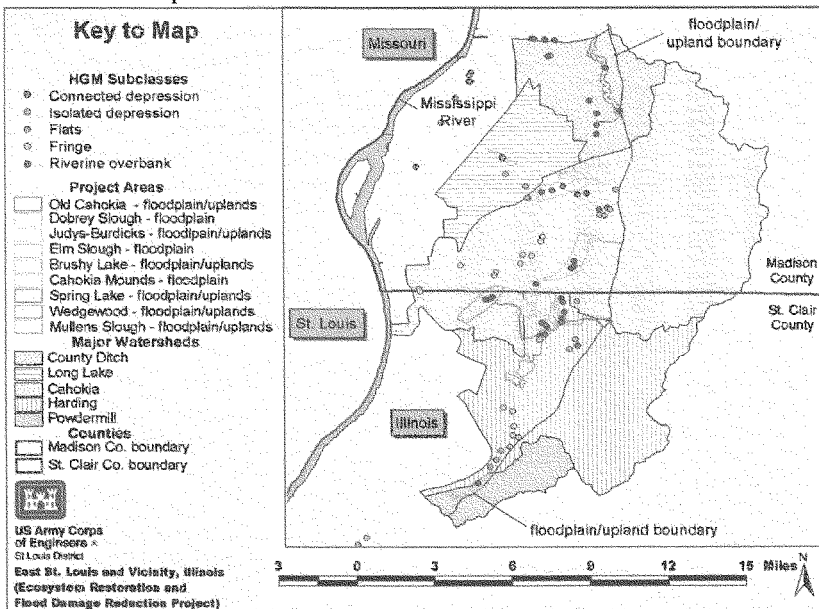 Key to Map
HGM Subclasses
Connected depression
Isolated depression
Flats
Fringe
Riverine overbank
Project Areas
Old Cahokia - floodplain/uplands
Dobrey Slough - floodplain
Judys-Burdicks - floodlpain/uplands
Elm Slough - floodplain
Brushy Lake - floodplain/uplands
Cahokia Mounds - floodplain
Spring Lake - floodplain/uplands
Wedgewood - floodplain/uplands
Mullens Slough - floodplain/uplands
Major Watersheds
County Ditch
Long Lake
Cahokia
Harding
Powdermill
Counties
Madison Co. boundary
St. Clair Co. boundary
US Army Corps
of Engineers
St Louis District
East St. Louis and Vicinity, Illinois
(Ecosystem Restoration and
Flood Damage Reduction Project)
Missouri
Mississippi
River
floodplain/
upland boundary
Madison
County
St. Clair
County
St. Louis
Illinois
floodplain/upland boundary
3 0 3 6 9 12 15 Miles
N